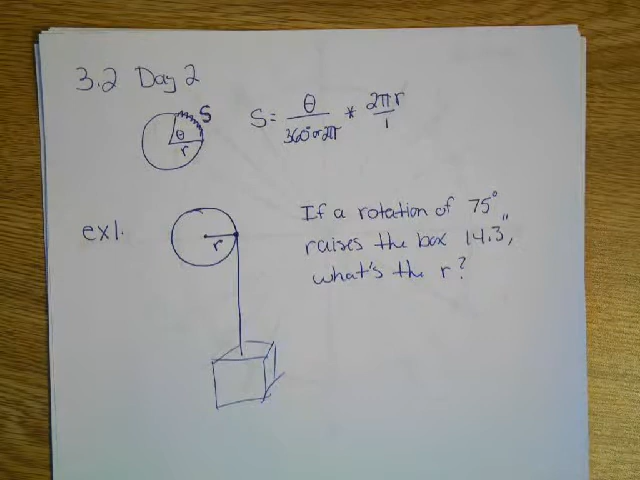 3.2 Day 2
S
θ
r
S = θ/360° or 2πr * 2πr/1
ex1.
r
If a rotation of 75°
raises the box 14.3",
what's the r?